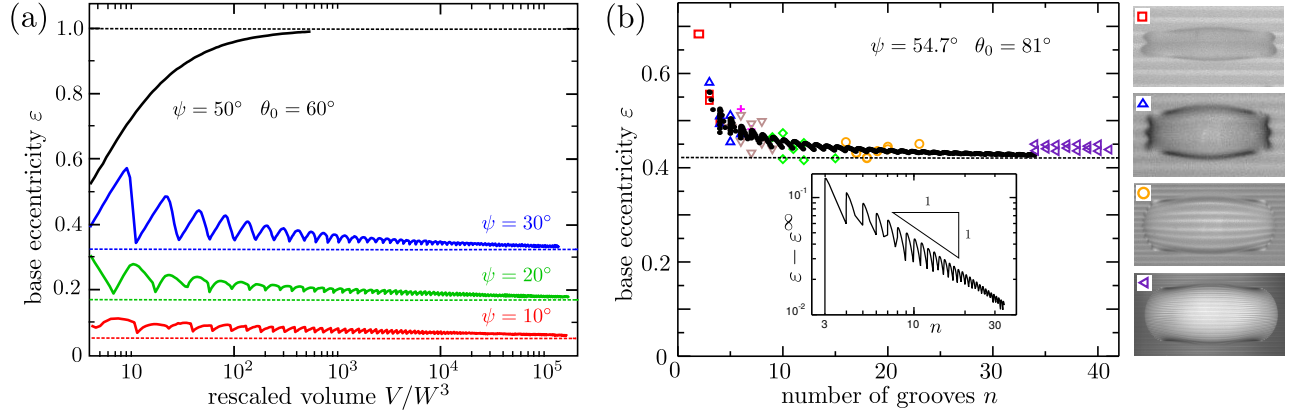 (a)
base eccentricity ε
1.0
0.8
0.6
0.4
0.2
0
ψ = 50° θ₀ = 60°
ψ = 30°
ψ = 20°
ψ = 10°
10 10² 10³ 10⁴ 10⁵
rescaled volume V/W³
(b)
base eccentricity ε
0.6
0.4
0.2
0
ψ = 54.7° θ₀ = 81°
10⁻¹
10⁻²
ε − ε^∞
1
1
3 10 30
n
0 10 20 30 40
number of grooves n